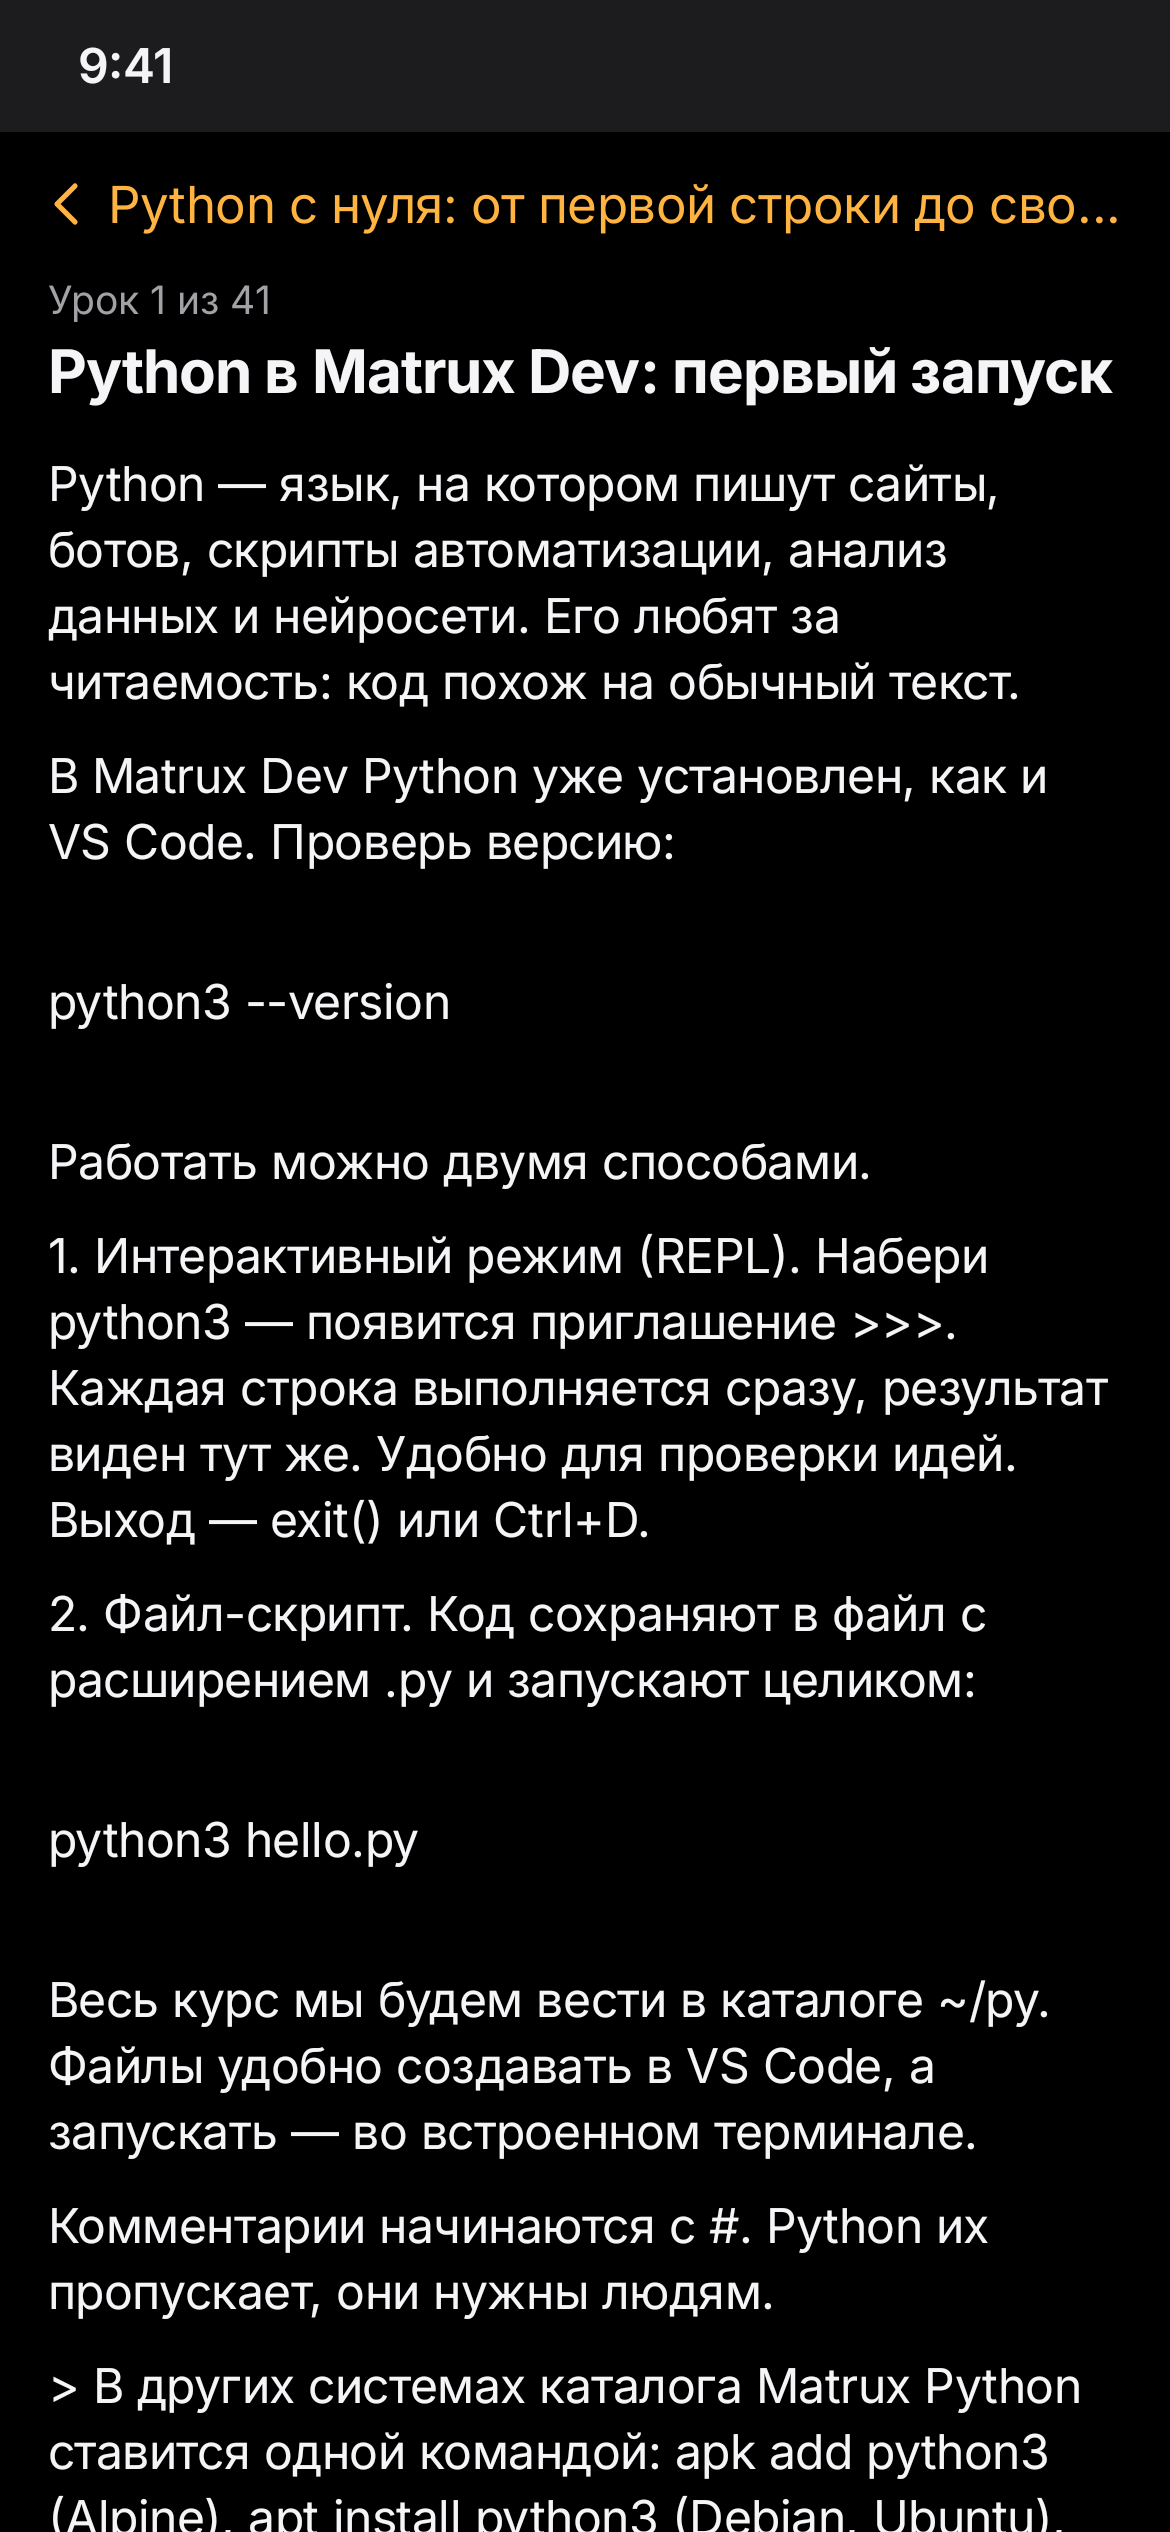 9:41
Python с нуля: от первой строки до сво...
Урок 1 из 41
Python в Matrux Dev: первый запуск
Python — язык, на котором пишут сайты,
ботов, скрипты автоматизации, анализ
данных и нейросети. Его любят за
читаемость: код похож на обычный текст.
В Matrux Dev Python уже установлен, как и
VS Code. Проверь версию:
python3 --version
Работать можно двумя способами.
1. Интерактивный режим (REPL). Набери
python3 — появится приглашение >>>.
Каждая строка выполняется сразу, результат
виден тут же. Удобно для проверки идей.
Выход — exit() или Ctrl+D.
2. Файл-скрипт. Код сохраняют в файл с
расширением .py и запускают целиком:
python3 hello.py
Весь курс мы будем вести в каталоге ~/py.
Файлы удобно создавать в VS Code, а
запускать — во встроенном терминале.
Комментарии начинаются с #. Python их
пропускает, они нужны людям.
> В других системах каталога Matrux Python
ставится одной командой: apk add python3
(Alpine), apt install python3 (Debian, Ubuntu),